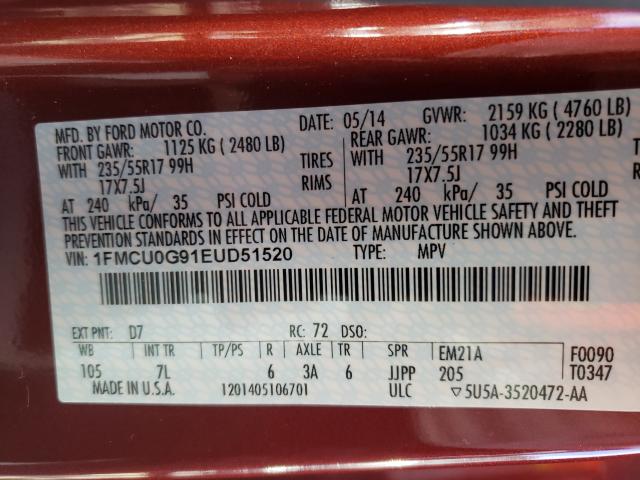 MFD. BY FORD MOTOR CO. DATE: 05/14 GVWR: 2159 KG ( 4760 LB)
FRONT GAWR: 1125 KG ( 2480 LB) REAR GAWR: 1034 KG ( 2280 LB)
WITH 235/55R17 99H TIRES WITH 235/55R17 99H
17X7.5J RIMS 17X7.5J
AT 240 kPa/ 35 PSI COLD AT 240 kPa/ 35 PSI COLD
THIS VEHICLE CONFORMS TO ALL APPLICABLE FEDERAL MOTOR VEHICLE SAFETY AND THEFT
PREVENTION STANDARDS IN EFFECT ON THE DATE OF MANUFACTURE SHOWN ABOVE.
VIN: 1FMCU0G91EUD51520 TYPE: MPV
EXT PNT: D7 RC: 72 DSO:
WB INT TR TP/PS R AXLE TR SPR EM21A F0090
105 7L 6 3A 6 JJPP 205 T0347
MADE IN U.S.A. 1201405106701 ULC ▽5U5A-3520472-AA